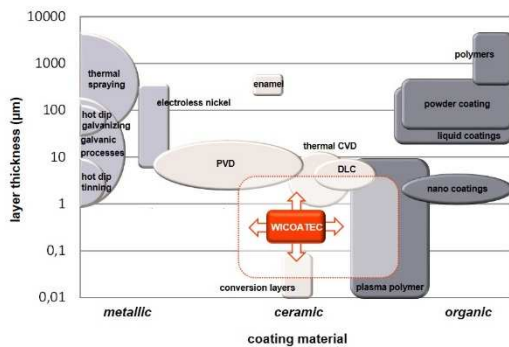 10000
1000
100
10
1
0,1
0,01
layer thickness (µm)
thermal
spraying
hot dip
galvanizing
galvanic
processes
hot dip
tinning
electroless nickel
enamel
polymers
powder coating
liquid coatings
thermal CVD
PVD
DLC
nano coatings
WICOATEC
conversion layers
plasma polymer
metallic
ceramic
organic
coating material